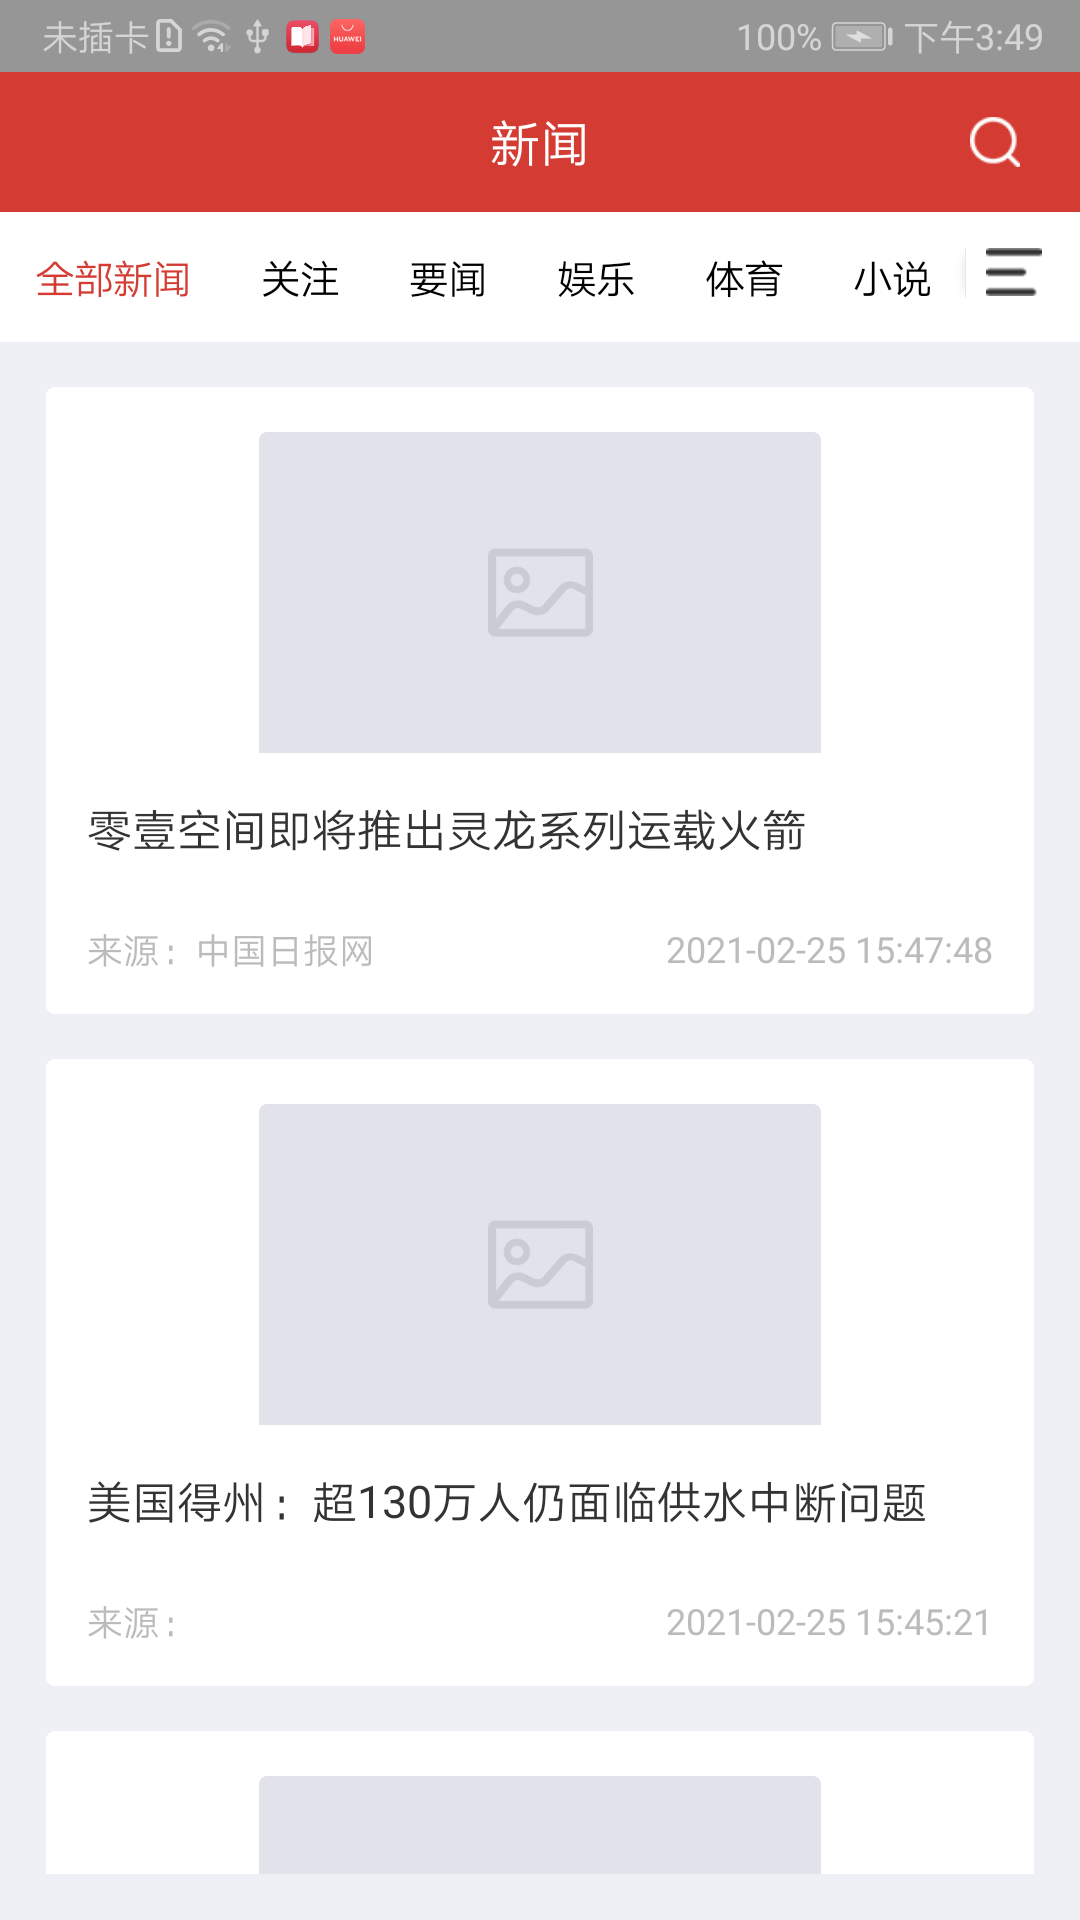 未插卡 HUAWEI 100% 下午3:49
新闻
全部新闻 关注 要闻 娱乐 体育 小说
零壹空间即将推出灵龙系列运载火箭
来源：中国日报网 2021-02-25 15:47:48
美国得州：超130万人仍面临供水中断问题
来源： 2021-02-25 15:45:21